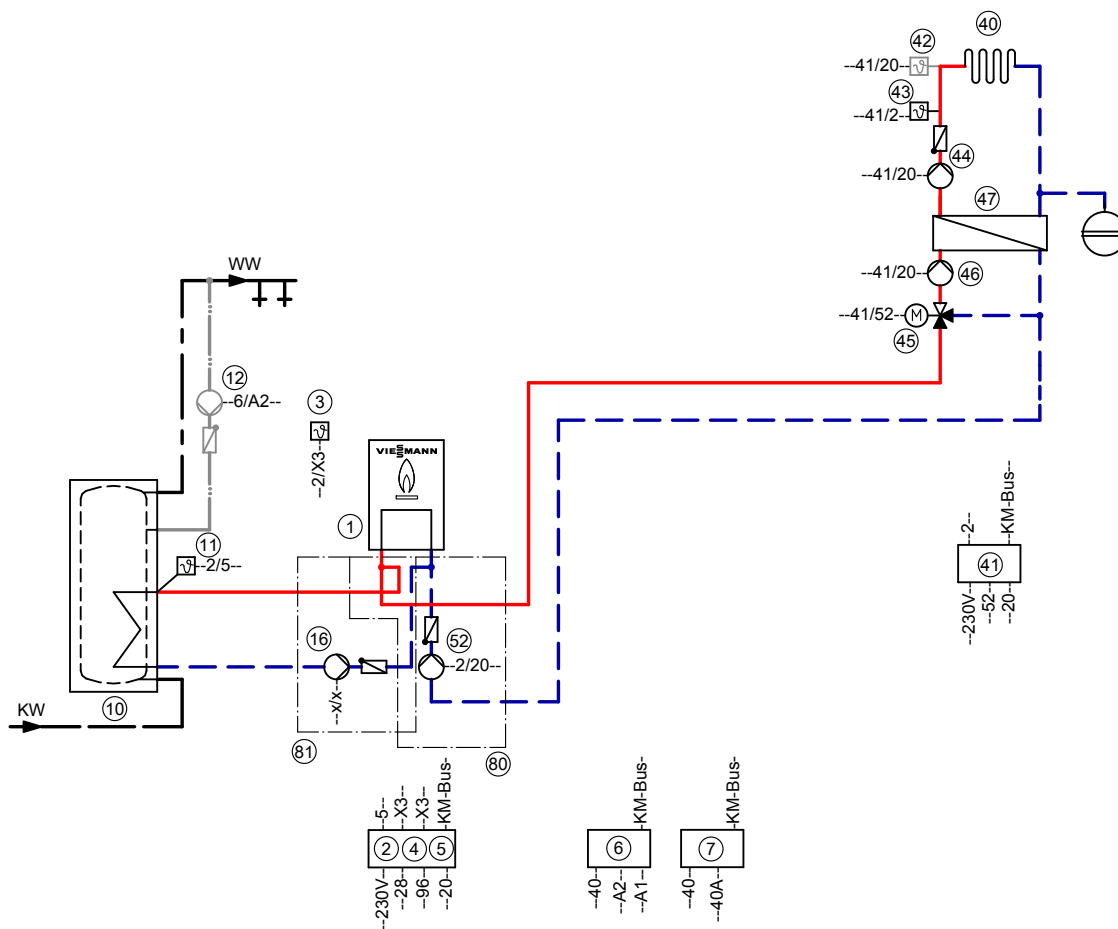 42
40
--41/20--
43
--41/2--
44
--41/20--
47
--41/20--
46
--41/52--
M
45
WW
12
--6/A2--
3
--2/X3--
VIESSMANN
1
11
--2/5--
16
--x/x--
52
--2/20--
10
KW
81
80
--2--
KM-Bus--
41
--230V--
--52--
--20--
--5--
--X3--
--X3--
KM-Bus--
2
4
5
--230V--
--28--
--96--
--20--
KM-Bus--
6
--40--
--A2--
--A1--
KM-Bus--
7
--40--
--40A--